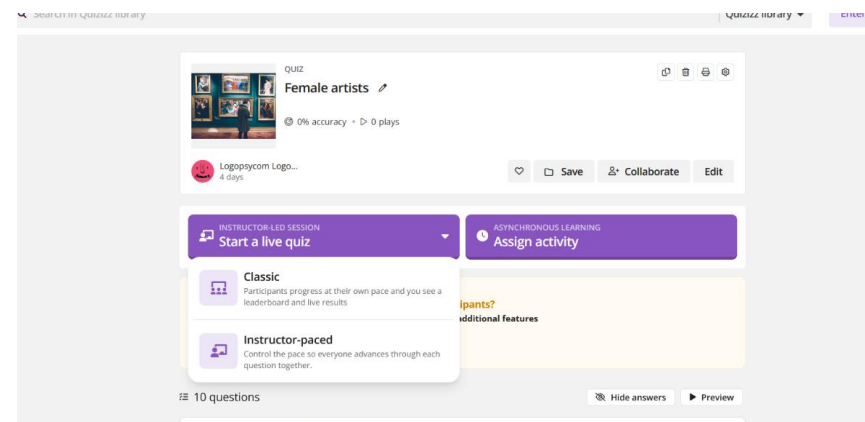 Search in Quizizz library
Quizizz library
Enter
QUIZ
Female artists
0% accuracy • 0 plays
Logopsycom Logo...
4 days
Save
Collaborate
Edit
INSTRUCTOR-LED SESSION
Start a live quiz
ASYNCHRONOUS LEARNING
Assign activity
Classic
Participants progress at their own pace and you see a
leaderboard and live results
ipants?
additional features
Instructor-paced
Control the pace so everyone advances through each
question together.
10 questions
Hide answers
Preview